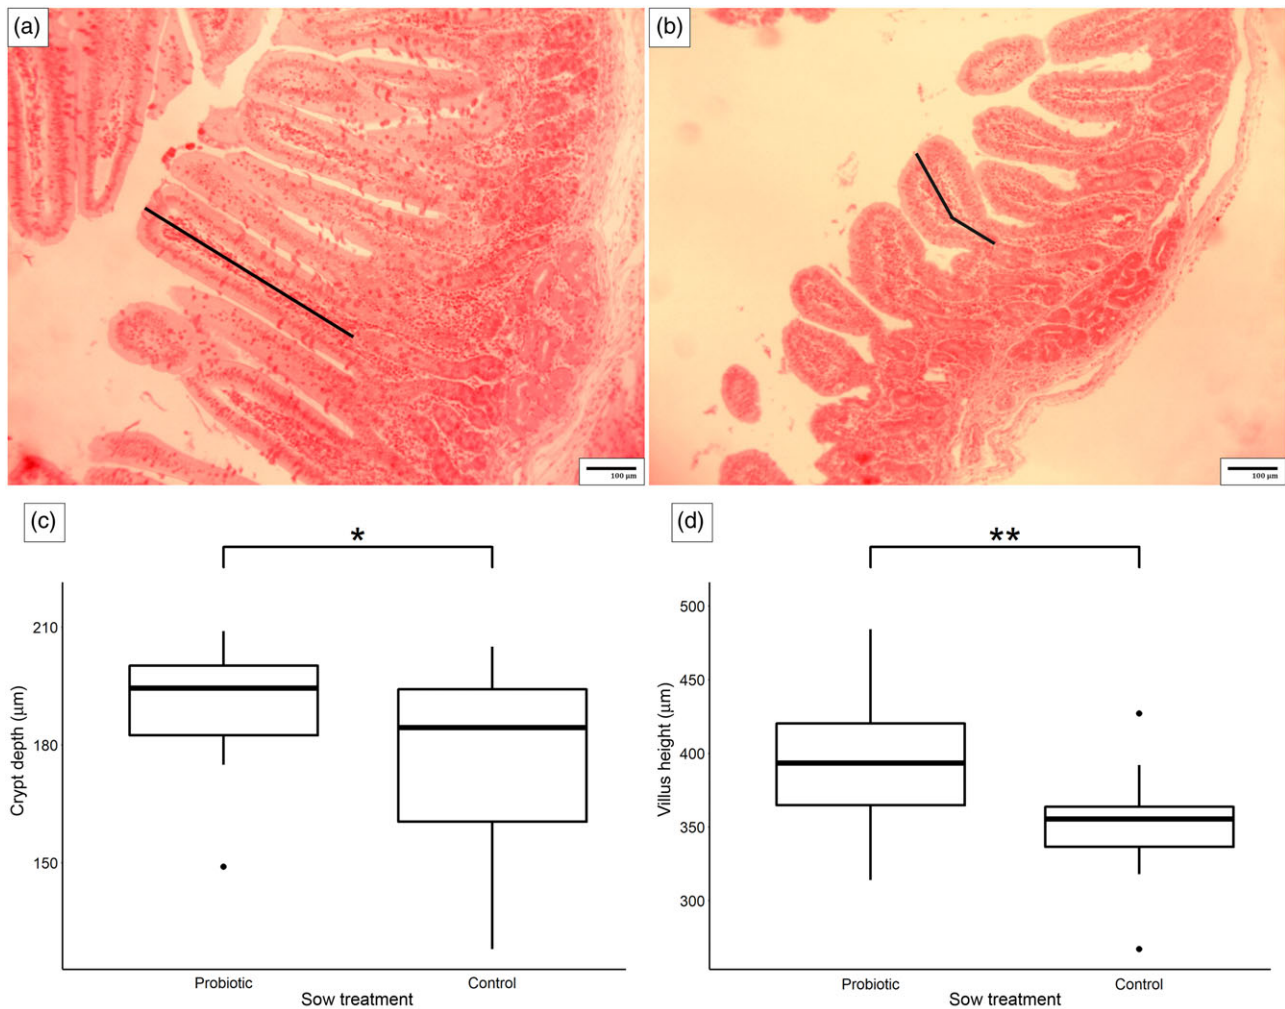 (a)
(b)
100 μm
100 μm
(c)
*
Crypt depth (μm)
210
180
150
Probiotic
Control
Sow treatment
(d)
**
Villus height (μm)
500
450
400
350
300
Probiotic
Control
Sow treatment